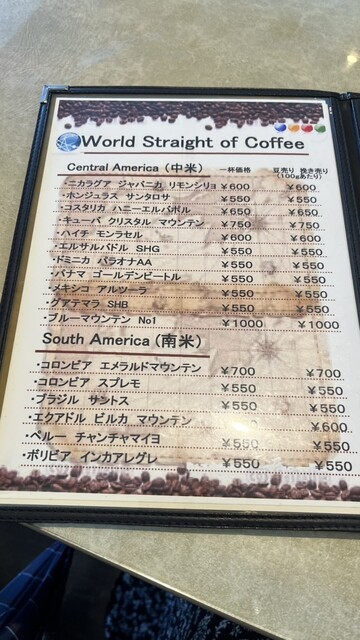 World Straight of Coffee
Central America (中米) 一杯価格 豆売り 挽き売り
(100gあたり)
・ニカラグア ジャバニカ リモンシリョ ¥600 ¥600
・ホンジュラス サンタロサ ¥550 ¥550
・コスタリカ ハニーエルバボル ¥650 ¥650
・キューバ クリスタル マウンテン ¥750 ¥750
・ハイチ モンラセル ¥600 ¥600
・エルサルバドル SHG ¥550 ¥550
・ドミニカ バラオナAA ¥550 ¥550
・パナマ ゴールデンビートル ¥550 ¥550
・メキシコ アルツーラ ¥550 ¥550
・グアテマラ SHB ¥550 ¥550
・ブルーマウンテン No1 ¥1000 ¥1000
South America (南米)
・コロンビア エメラルドマウンテン ¥700 ¥700
・コロンビア スプレモ ¥550 ¥550
・ブラジル サントス ¥550 ¥550
・エクアドル ビルカ マウンテン ¥600
・ペルー チャンチャマイヨ ¥550 ¥550
・ボリビア インカアレグレ ¥550 ¥550